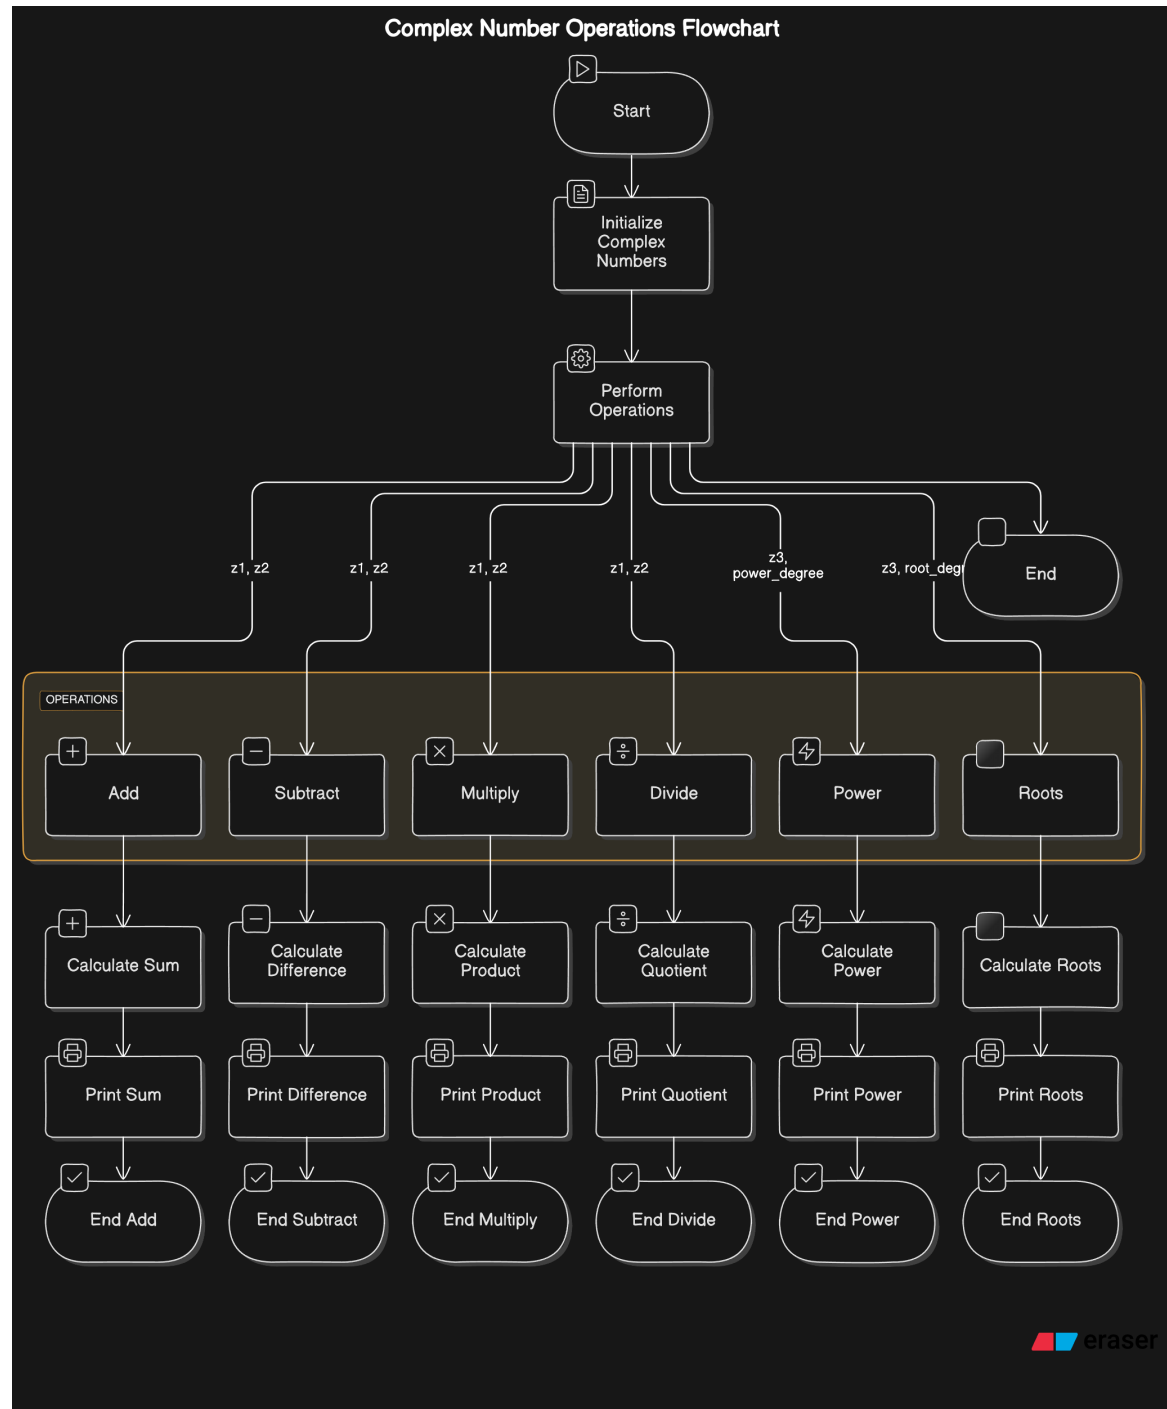 Complex Number Operations Flowchart
Start
Initialize
Complex
Numbers
Perform
Operations
z1, z2
z1, z2
z1, z2
z1, z2
z3,
power_degree
z3, root_degr
End
OPERATIONS
Add
Subtract
Multiply
Divide
Power
Roots
Calculate Sum
Calculate
Difference
Calculate
Product
Calculate
Quotient
Calculate
Power
Calculate Roots
Print Sum
Print Difference
Print Product
Print Quotient
Print Power
Print Roots
End Add
End Subtract
End Multiply
End Divide
End Power
End Roots
eraser